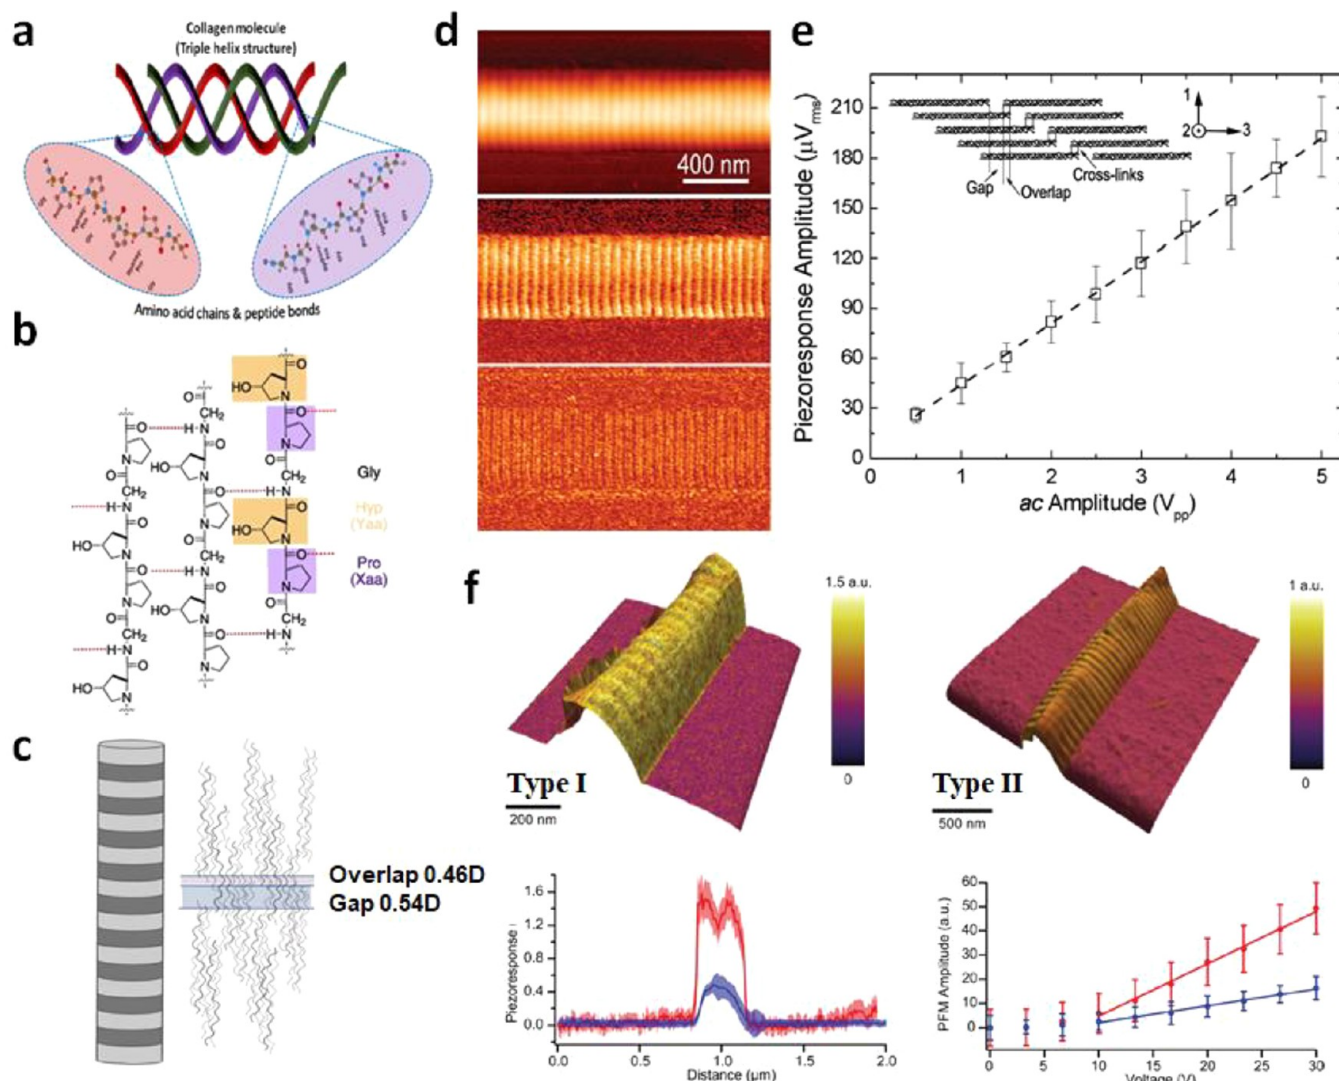 a
Collagen molecule
(Triple helix structure)
Amino acid chains & peptide bonds
b
Gly
Hyp
(Yaa)
Pro
(Xaa)
c
Overlap 0.46D
Gap 0.54D
d
400 nm
e
Piezoresponse Amplitude (μVrms)
210
180
150
120
90
60
30
0
0 1 2 3 4 5
ac Amplitude (Vpp)
1
2 3
Gap
Overlap
Cross-links
f
1.5 a.u.
0
Type I
200 nm
1 a.u.
0
Type II
500 nm
Piezoresponse
1.6
1.2
0.8
0.4
0.0
0.0 0.5 1.0 1.5 2.0
Distance (μm)
PFM Amplitude (a.u.)
60
50
40
30
20
10
0
0 5 10 15 20 25 30
Voltage (V)